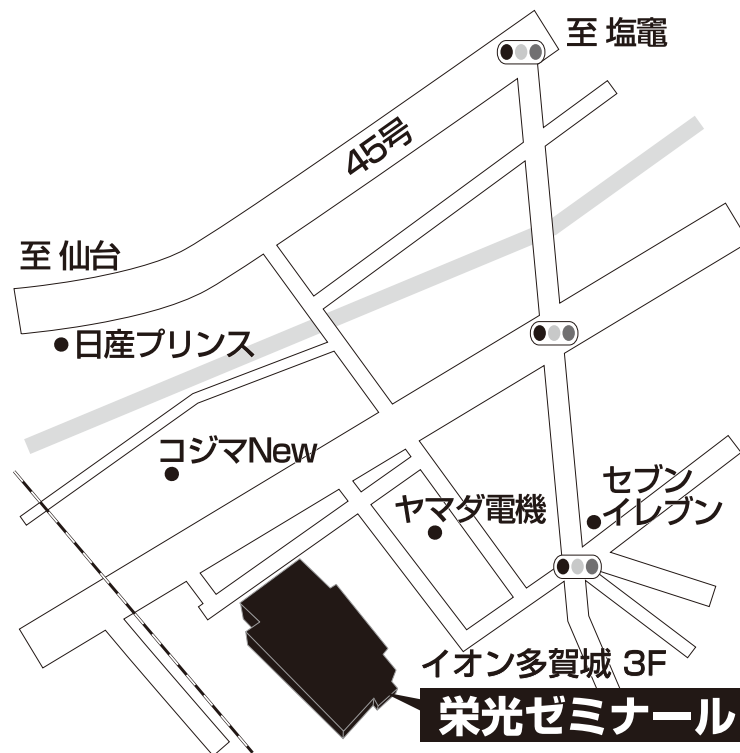 至 塩竈
45号
至 仙台
日産プリンス
コジマNew
セブン
イレブン
ヤマダ電機
イオン多賀城 3F
栄光ゼミナール